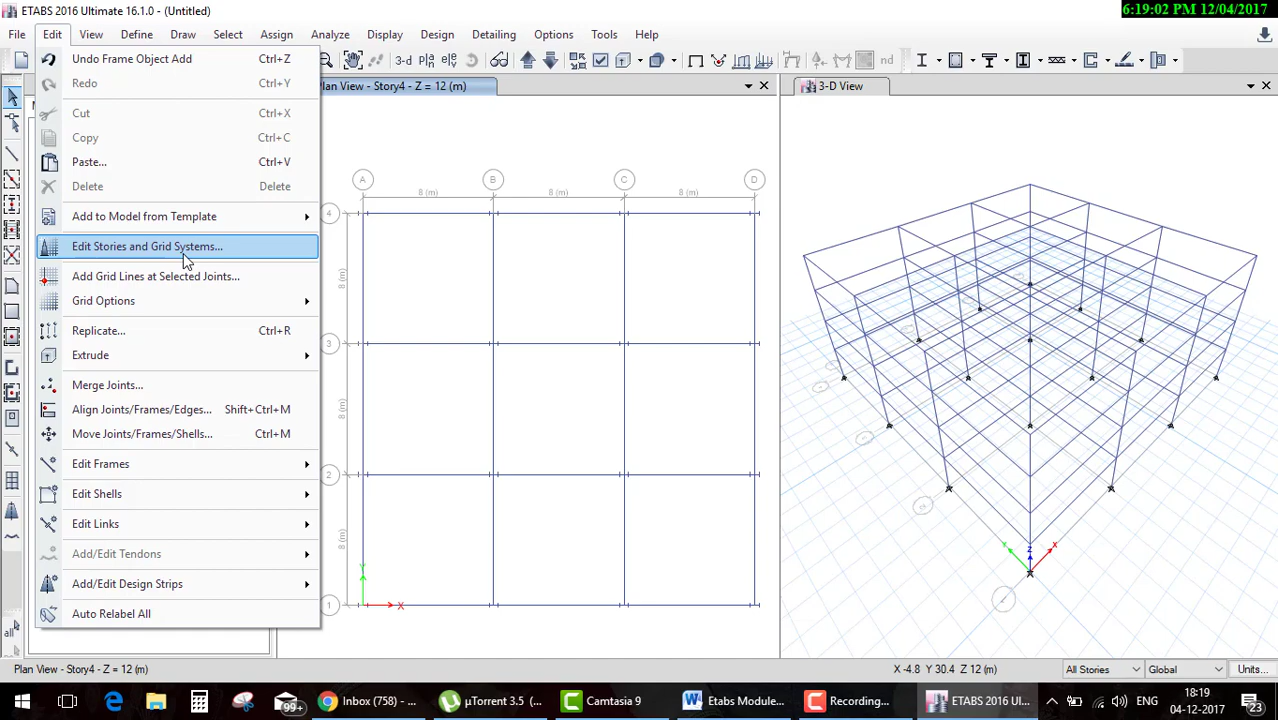 ETABS 2016 Ultimate 16.1.0 - (Untitled)
6:19:02 PM 12/04/2017
File Edit View Define Draw Select Assign Analyze Display Design Detailing Options Tools Help
Undo Frame Object Add Ctrl+Z
Redo Ctrl+Y
Cut Ctrl+X
Copy Ctrl+C
Paste... Ctrl+V
Delete Delete
Add to Model from Template
Edit Stories and Grid Systems...
Add Grid Lines at Selected Joints...
Grid Options
Replicate... Ctrl+R
Extrude
Merge Joints...
Align Joints/Frames/Edges... Shift+Ctrl+M
Move Joints/Frames/Shells... Ctrl+M
Edit Frames
Edit Shells
Edit Links
Add/Edit Tendons
Add/Edit Design Strips
Auto Relabel All
3-d
Plan View - Story4 - Z = 12 (m)
A B C D
8 (m) 8 (m) 8 (m)
4
8 (m)
3
8 (m)
2
8 (m)
1
Y
X
3-D View
Y Z X
all
Plan View - Story4 - Z = 12 (m)
X -4.8 Y 30.4 Z 12 (m)
All Stories
Global
Units...
99+
Inbox (758) - ...
µTorrent 3.5 (...
Camtasia 9
Etabs Module...
Recording...
ETABS 2016 Ul...
ENG
18:19
04-12-2017
23